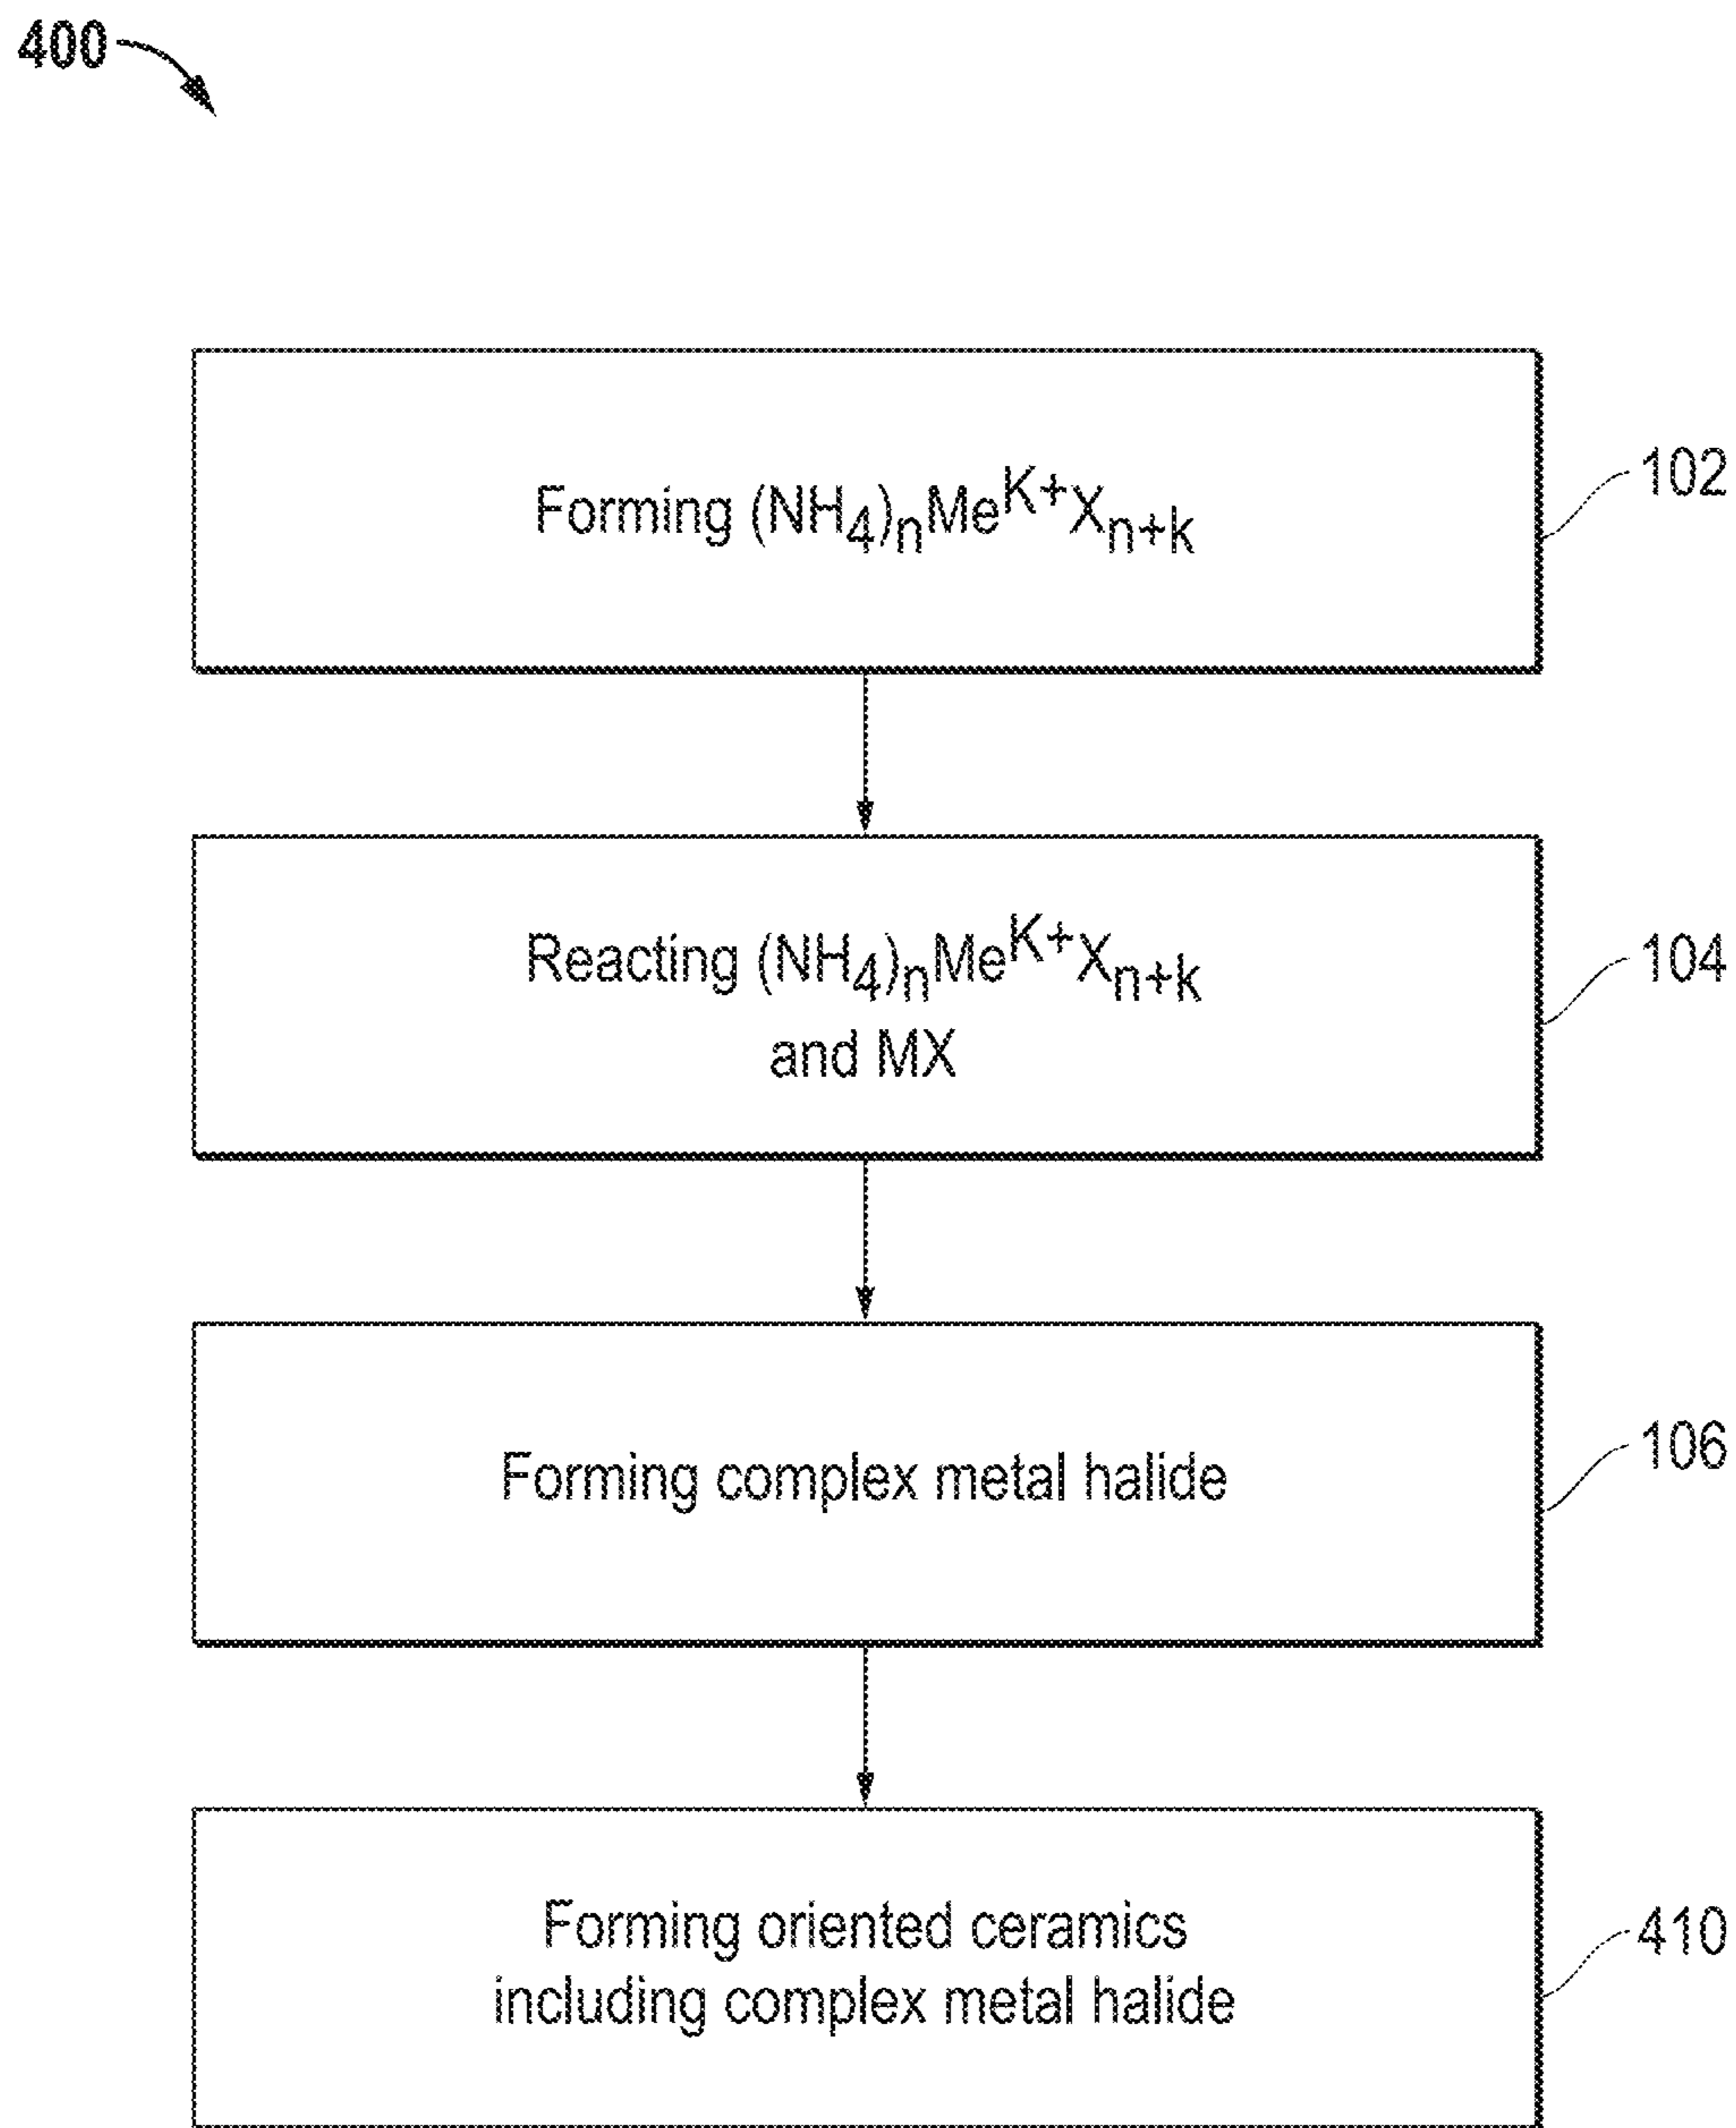 400
Forming (NH₄)ₙMeᴷ⁺Xₙ₊ₖ
102
Reacting (NH₄)ₙMeᴷ⁺Xₙ₊ₖ
and MX
104
Forming complex metal halide
106
Forming oriented ceramics
including complex metal halide
410